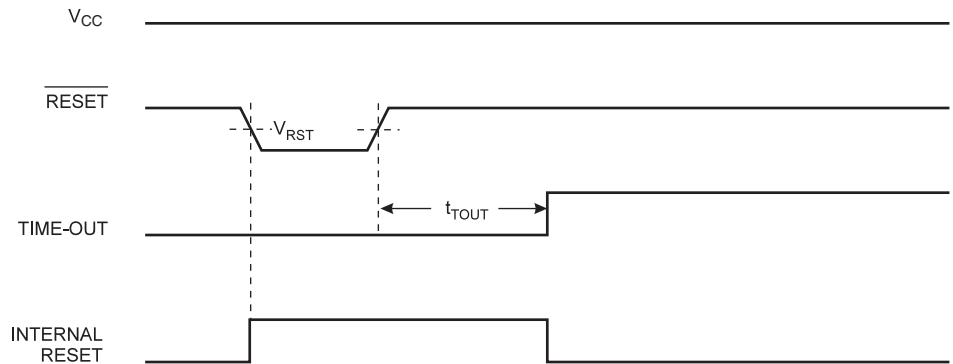 VCC
RESET
VRST
tTOUT
TIME-OUT
INTERNAL
RESET